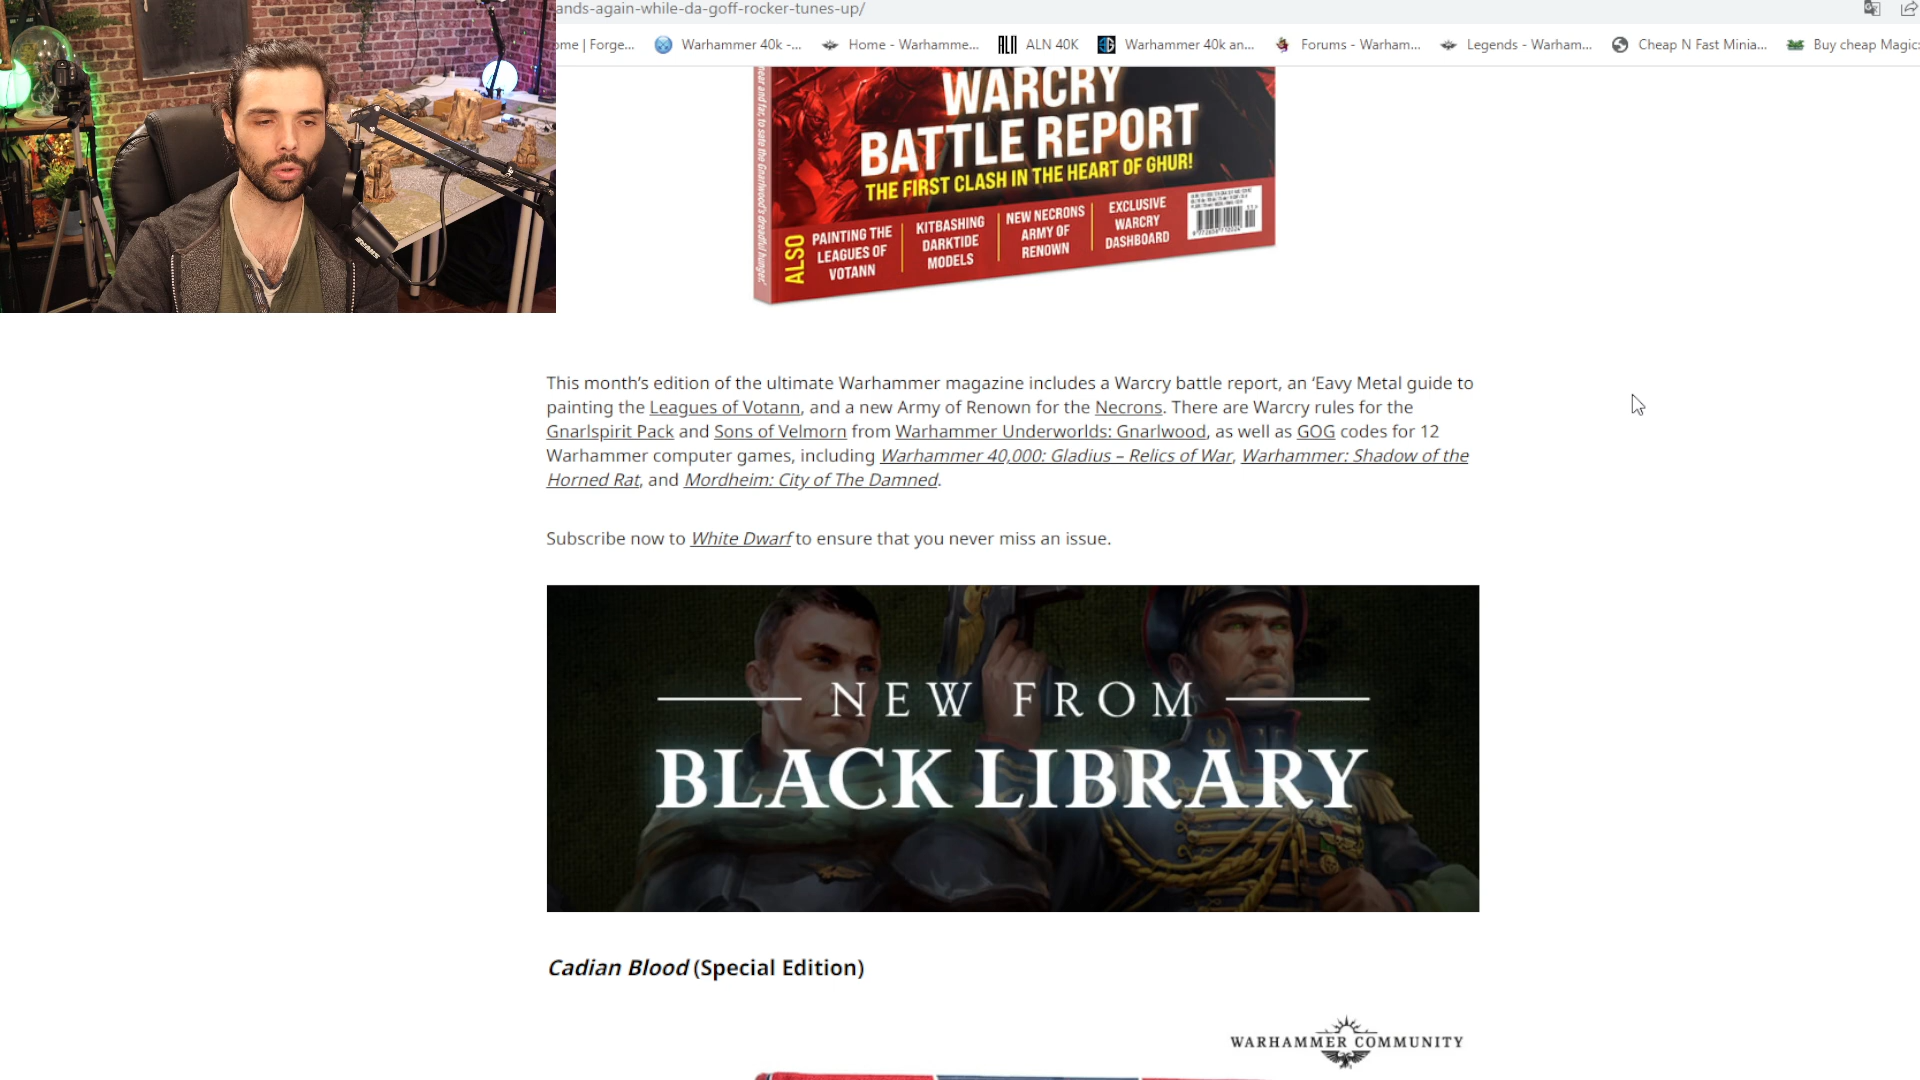 ands-again-while-da-goff-rocker-tunes-up/
ome | Forge... Warhammer 40k -... Home - Warhamme... ALN 40K Warhammer 40k an... Forums - Warham... Legends - Warham... Cheap N Fast Minia... Buy cheap Magic:
WARCRY
BATTLE REPORT
THE FIRST CLASH IN THE HEART OF GHUR!
ALSO
PAINTING THE
LEAGUES OF
VOTANN
KITBASHING
DARKTIDE
MODELS
NEW NECRONS
ARMY OF
RENOWN
EXCLUSIVE
WARCRY
DASHBOARD
This month’s edition of the ultimate Warhammer magazine includes a Warcry battle report, an ‘Eavy Metal guide to
painting the Leagues of Votann, and a new Army of Renown for the Necrons. There are Warcry rules for the
Gnarlspirit Pack and Sons of Velmorn from Warhammer Underworlds: Gnarlwood, as well as GOG codes for 12
Warhammer computer games, including Warhammer 40,000: Gladius – Relics of War, Warhammer: Shadow of the
Horned Rat, and Mordheim: City of The Damned.
Subscribe now to White Dwarf to ensure that you never miss an issue.
NEW FROM
BLACK LIBRARY
Cadian Blood (Special Edition)
WARHAMMER COMMUNITY